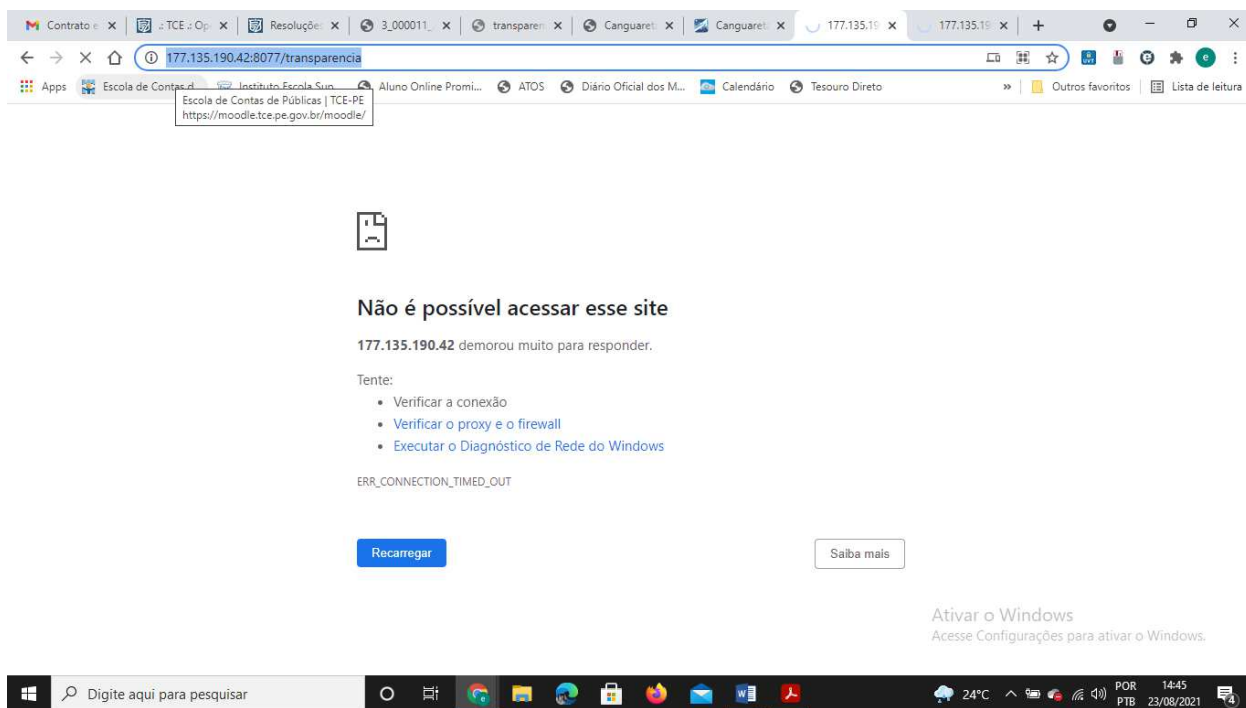 Contrato e
.: TCE :. Op
Resoluções
3_000011_
transparen
Canguaret
Canguaret
177.135.19
177.135.19
177.135.190.42:8077/transparencia
Apps
Escola de Contas d
Instituto Escola Sup
Aluno Online Promi...
ATOS
Diário Oficial dos M...
Calendário
Tesouro Direto
»
Outros favoritos
Lista de leitura
Escola de Contas de Públicas | TCE-PE
https://moodle.tce.pe.gov.br/moodle/
Não é possível acessar esse site
177.135.190.42 demorou muito para responder.
Tente:
• Verificar a conexão
• Verificar o proxy e o firewall
• Executar o Diagnóstico de Rede do Windows
ERR_CONNECTION_TIMED_OUT
Recarregar
Saiba mais
Ativar o Windows
Acesse Configurações para ativar o Windows.
Digite aqui para pesquisar
24°C
POR
PTB
14:45
23/08/2021
4